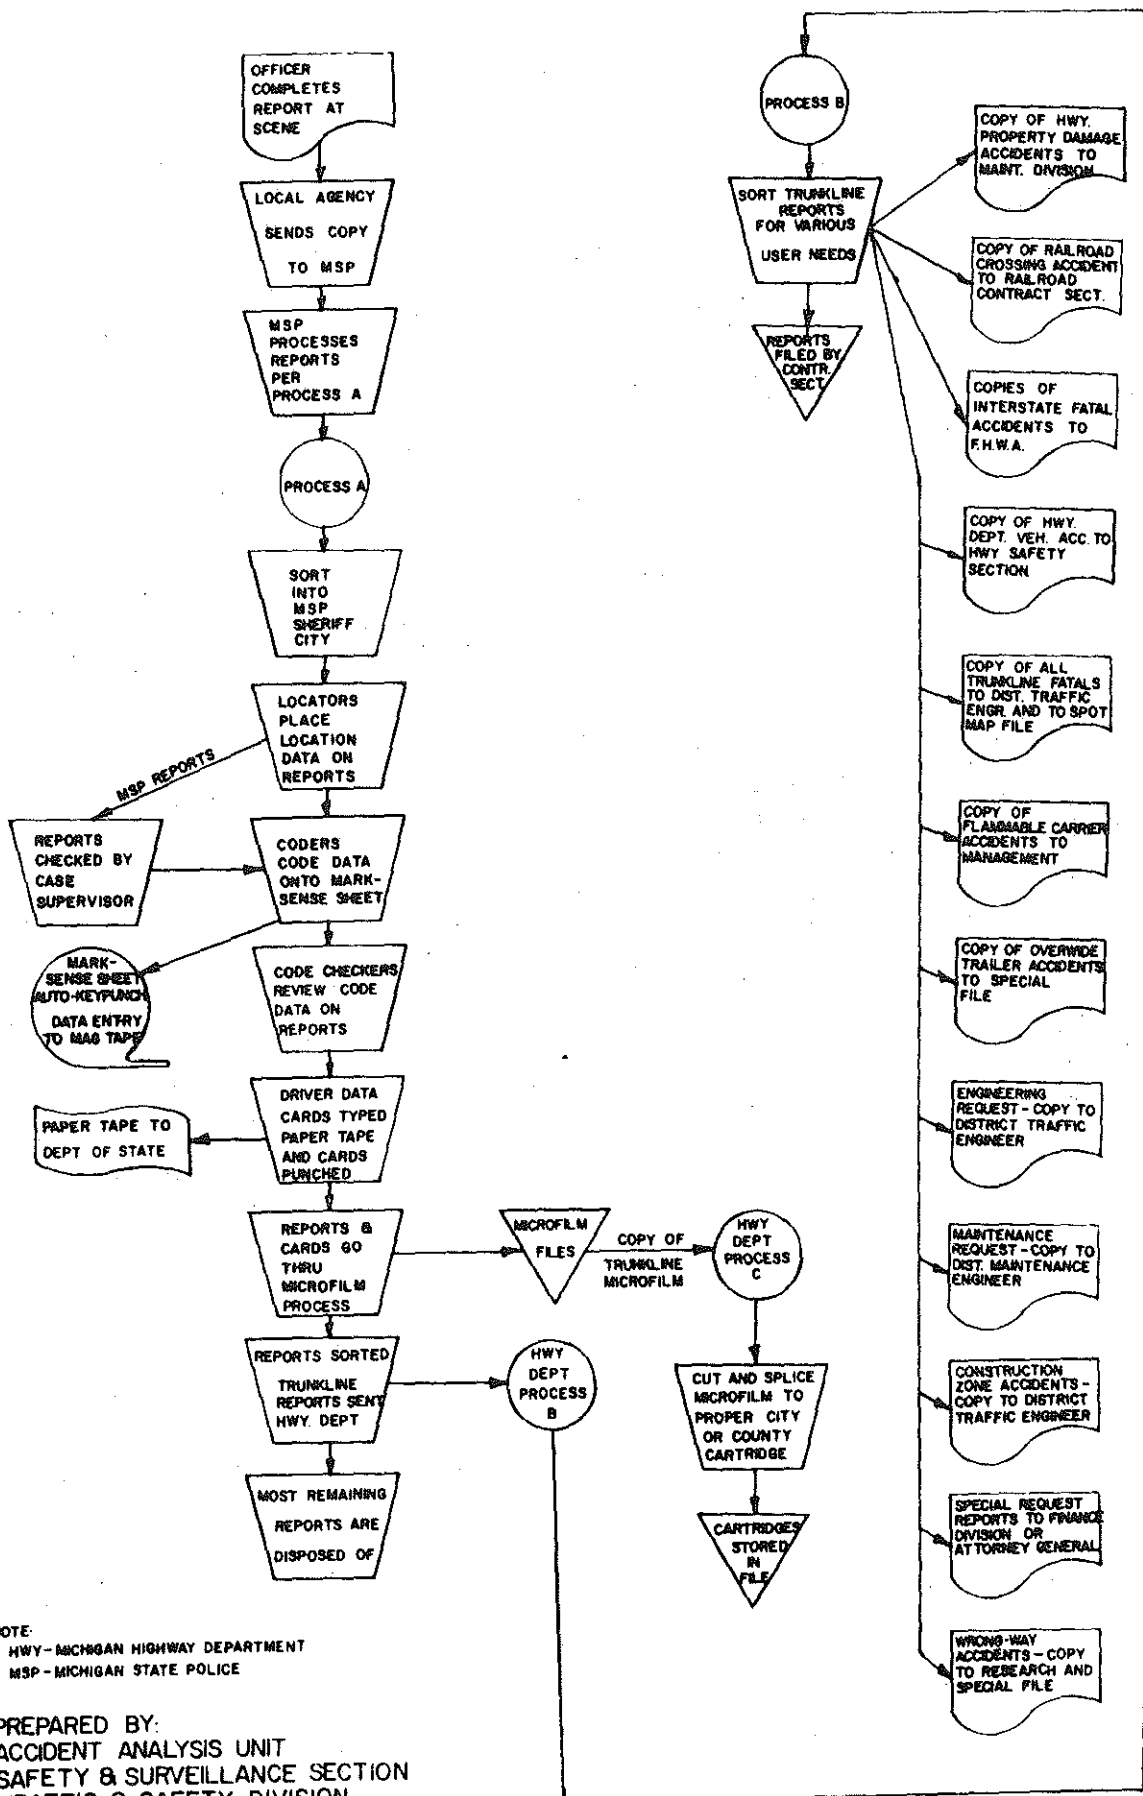 OFFICER
COMPLETES
REPORT AT
SCENE
LOCAL AGENCY
SENDS COPY
TO MSP
MSP
PROCESSES
REPORTS
PER
PROCESS A
PROCESS A
SORT
INTO
MSP
SHERIFF
CITY
LOCATORS
PLACE
LOCATION
DATA ON
REPORTS
MSP REPORTS
REPORTS
CHECKED BY
CASE
SUPERVISOR
CODERS
CODE DATA
ONTO MARK-
SENSE SHEET
MARK-
SENSE SHEET
AUTO-KEYPUNCH
DATA ENTRY
TO MAG TAPE
CODE CHECKERS
REVIEW CODE
DATA ON
REPORTS
DRIVER DATA
CARDS TYPED
PAPER TAPE
AND CARDS
PUNCHED
PAPER TAPE TO
DEPT OF STATE
REPORTS &
CARDS GO
THRU
MICROFILM
PROCESS
MICROFILM
FILES
COPY OF
TRUNKLINE
MICROFILM
HWY
DEPT
PROCESS
C
REPORTS SORTED
TRUNKLINE
REPORTS SENT
HWY. DEPT
HWY
DEPT
PROCESS
B
CUT AND SPLICE
MICROFILM TO
PROPER CITY
OR COUNTY
CARTRIDGE
MOST REMAINING
REPORTS ARE
DISPOSED OF
CARTRIDGES
STORED
IN
FILE
PROCESS B
SORT TRUNKLINE
REPORTS
FOR VARIOUS
USER NEEDS
REPORTS
FILED BY
CONTR.
SECT.
COPY OF HWY.
PROPERTY DAMAGE
ACCIDENTS TO
MAINT. DIVISION
COPY OF RAILROAD
CROSSING ACCIDENT
TO RAILROAD
CONTRACT SECT.
COPIES OF
INTERSTATE FATAL
ACCIDENTS TO
F.H.W.A.
COPY OF HWY.
DEPT. VEH. ACC. TO
HWY SAFETY
SECTION
COPY OF ALL
TRUNKLINE FATALS
TO DIST. TRAFFIC
ENGR. AND TO SPOT
MAP FILE
COPY OF
FLAMMABLE CARRIER
ACCIDENTS TO
MANAGEMENT
COPY OF OVERWIDE
TRAILER ACCIDENTS
TO SPECIAL
FILE
ENGINEERING
REQUEST - COPY TO
DISTRICT TRAFFIC
ENGINEER
MAINTENANCE
REQUEST - COPY TO
DIST. MAINTENANCE
ENGINEER
CONSTRUCTION
ZONE ACCIDENTS -
COPY TO DISTRICT
TRAFFIC ENGINEER
SPECIAL REQUEST
REPORTS TO FINANCE
DIVISION OR
ATTORNEY GENERAL
WRONG-WAY
ACCIDENTS - COPY
TO RESEARCH AND
SPECIAL FILE
OTE:
HWY - MICHIGAN HIGHWAY DEPARTMENT
MSP - MICHIGAN STATE POLICE
PREPARED BY:
ACCIDENT ANALYSIS UNIT
SAFETY & SURVEILLANCE SECTION
TRAFFIC & SAFETY DIVISION